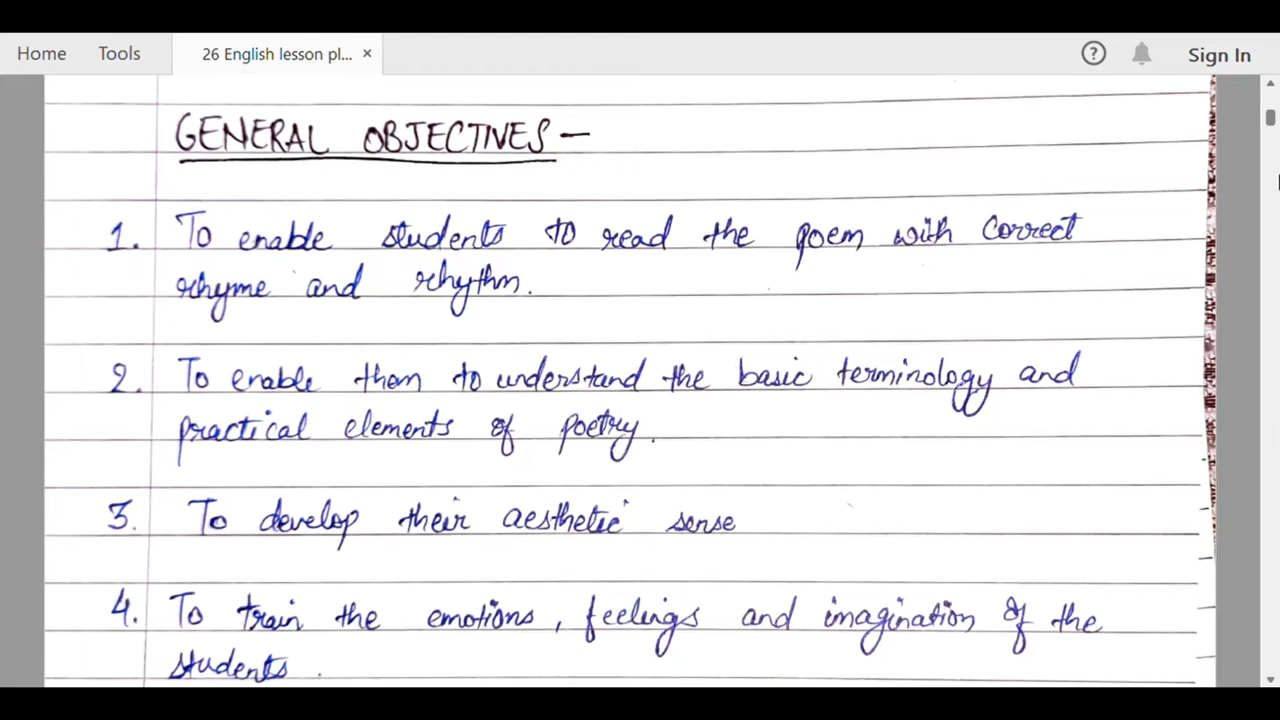 Home Tools 26 English lesson pl... × ? Sign In
GENERAL OBJECTIVES -
1. To enable students to read the poem with correct
rhyme and rhythm.
2. To enable them to understand the basic terminology and
practical elements of poetry.
3. To develop their aesthetic sense
4. To train the emotions, feelings and imagination of the
students.